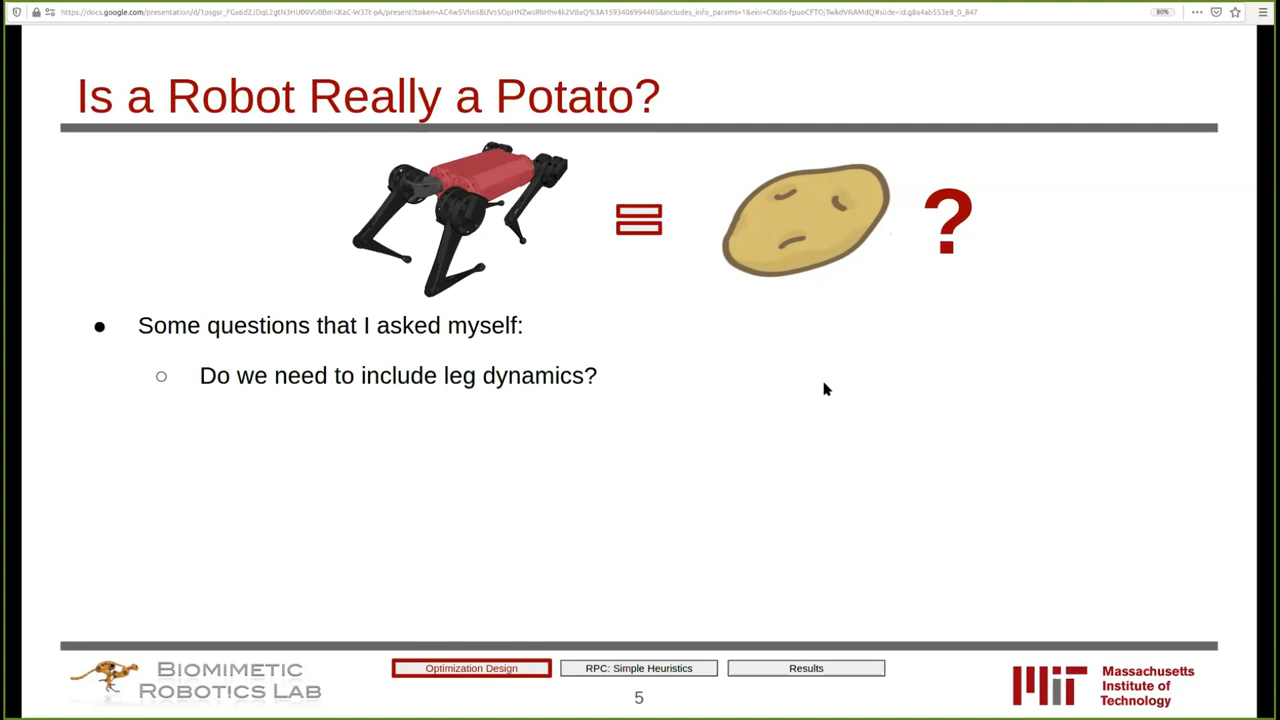 Is a Robot Really a Potato?
=
?
● Some questions that I asked myself:
○ Do we need to include leg dynamics?
BIOMIMETIC
ROBOTICS LAB
Optimization Design
RPC: Simple Heuristics
Results
5
Massachusetts
Institute of
Technology
80%